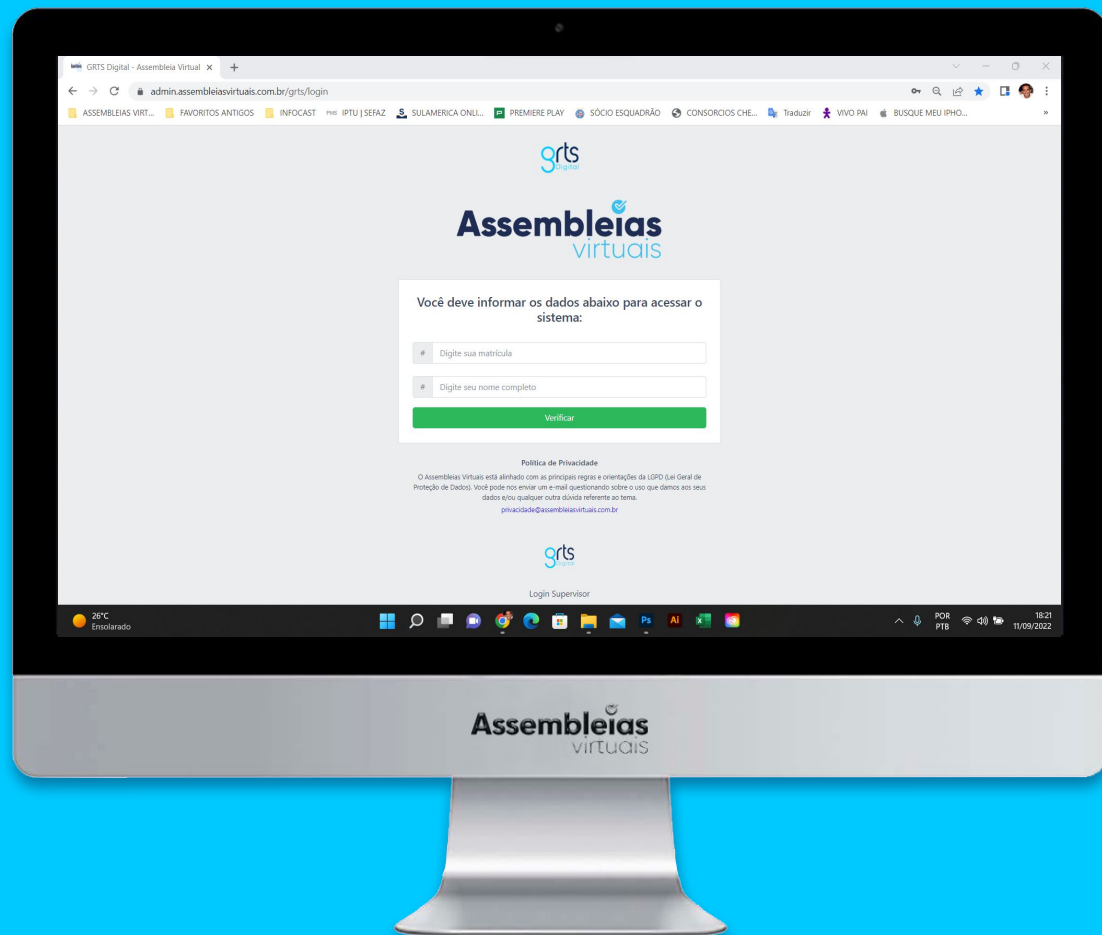 GRTS Digital - Assembleia Virtual
admin.assembleiasvirtuais.com.br/grts/login
ASSEMBLEIAS VIRT... FAVORITOS ANTIGOS INFOCAST IPTU | SEFAZ SULAMERICA ONLI... PREMIERE PLAY SÓCIO ESQUADRÃO CONSORCIOS CHE... Traduzir VIVO PAI BUSQUE MEU IPHO... »
grts
Digital
Assembleias
virtuais
Você deve informar os dados abaixo para acessar o
sistema:
# Digite sua matrícula
# Digite seu nome completo
Verificar
Política de Privacidade
O Assembleias Virtuais está alinhado com as principais regras e orientações da LGPD (Lei Geral de
Proteção de Dados). Você pode nos enviar um e-mail questionando sobre o uso que damos aos seus
dados e/ou qualquer outra dúvida referente ao tema.
privacidade@assembleiasvirtuais.com.br
grts
Digital
Login Supervisor
26°C
Ensolarado
Ps Ai
POR
PTB
18:21
11/09/2022
Assembleias
virtuais